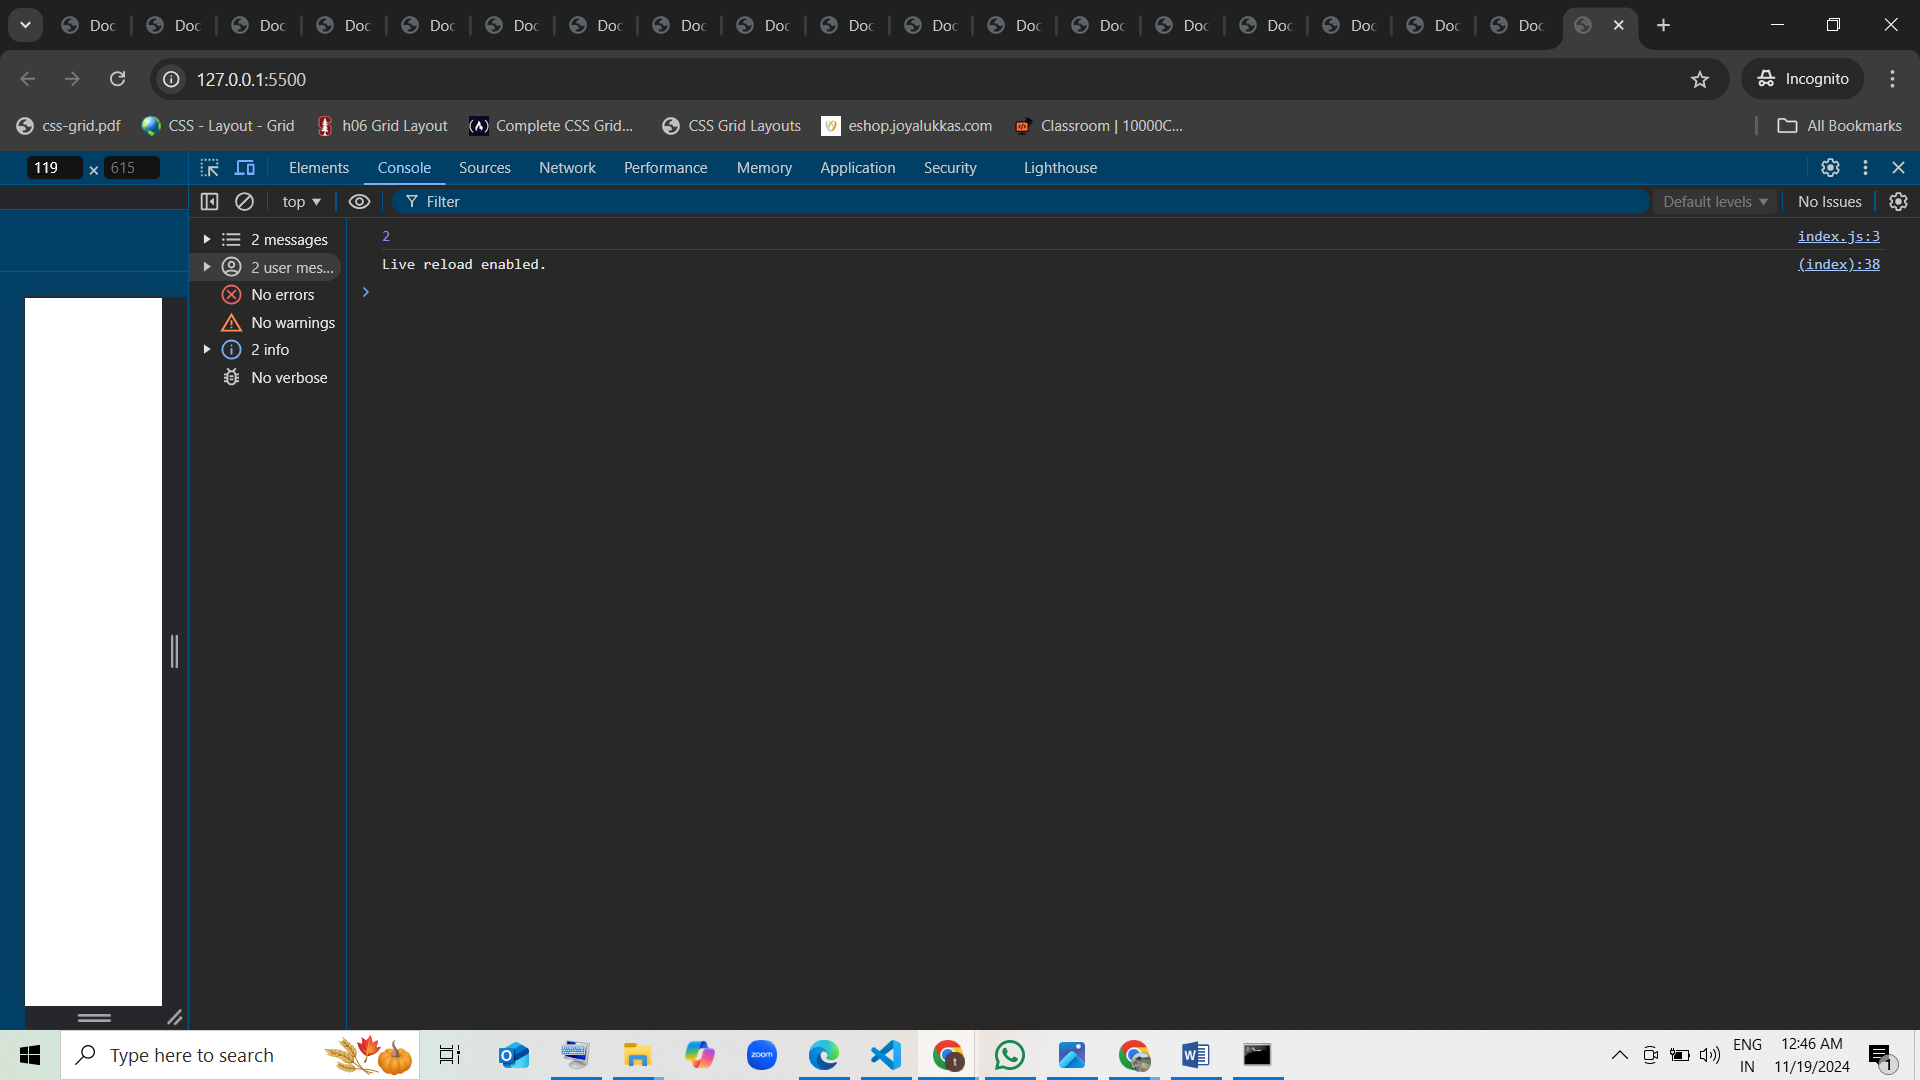 Doc Doc Doc Doc Doc Doc Doc Doc Doc Doc Doc Doc Doc Doc Doc Doc Doc Doc
127.0.0.1:5500
Incognito
css-grid.pdf CSS - Layout - Grid h06 Grid Layout Complete CSS Grid... CSS Grid Layouts eshop.joyalukkas.com Classroom | 10000C... All Bookmarks
119 × 615 Elements Console Sources Network Performance Memory Application Security Lighthouse
top Filter Default levels No Issues
2 messages
2 user mes...
No errors
No warnings
2 info
No verbose
2 index.js:3
Live reload enabled. (index):38
Type here to search
zoom
ENG
IN
12:46 AM
11/19/2024
1